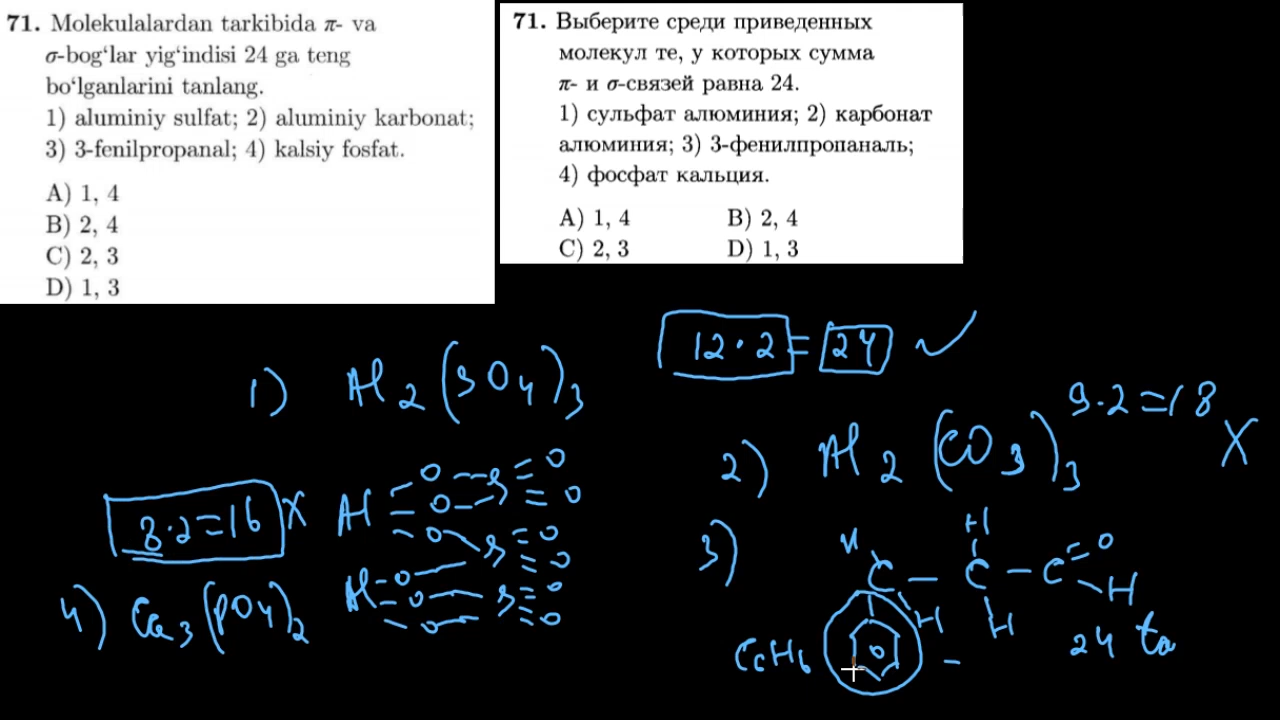 71. Molekulalardan tarkibida π- va
σ-bog‘lar yig‘indisi 24 ga teng
bo‘lganlarini tanlang.
1) aluminiy sulfat; 2) aluminiy karbonat;
3) 3-fenilpropanal; 4) kalsiy fosfat.
A) 1, 4
B) 2, 4
C) 2, 3
D) 1, 3
71. Выберите среди приведенных
молекул те, у которых сумма
π- и σ-связей равна 24.
1) сульфат алюминия; 2) карбонат
алюминия; 3) 3-фенилпропаналь;
4) фосфат кальция.
A) 1, 4 B) 2, 4
C) 2, 3 D) 1, 3
12 · 2 = 24 ✓
1) Al2(SO4)3
9·2=18
2) Al2(CO3)3 X
8·2=16 X
Al O O S O O
O S O O
Al O O O S O O
4) Ca3(PO4)2
3)
H H
C – C – C = O
H H H
C6H6
24 ta